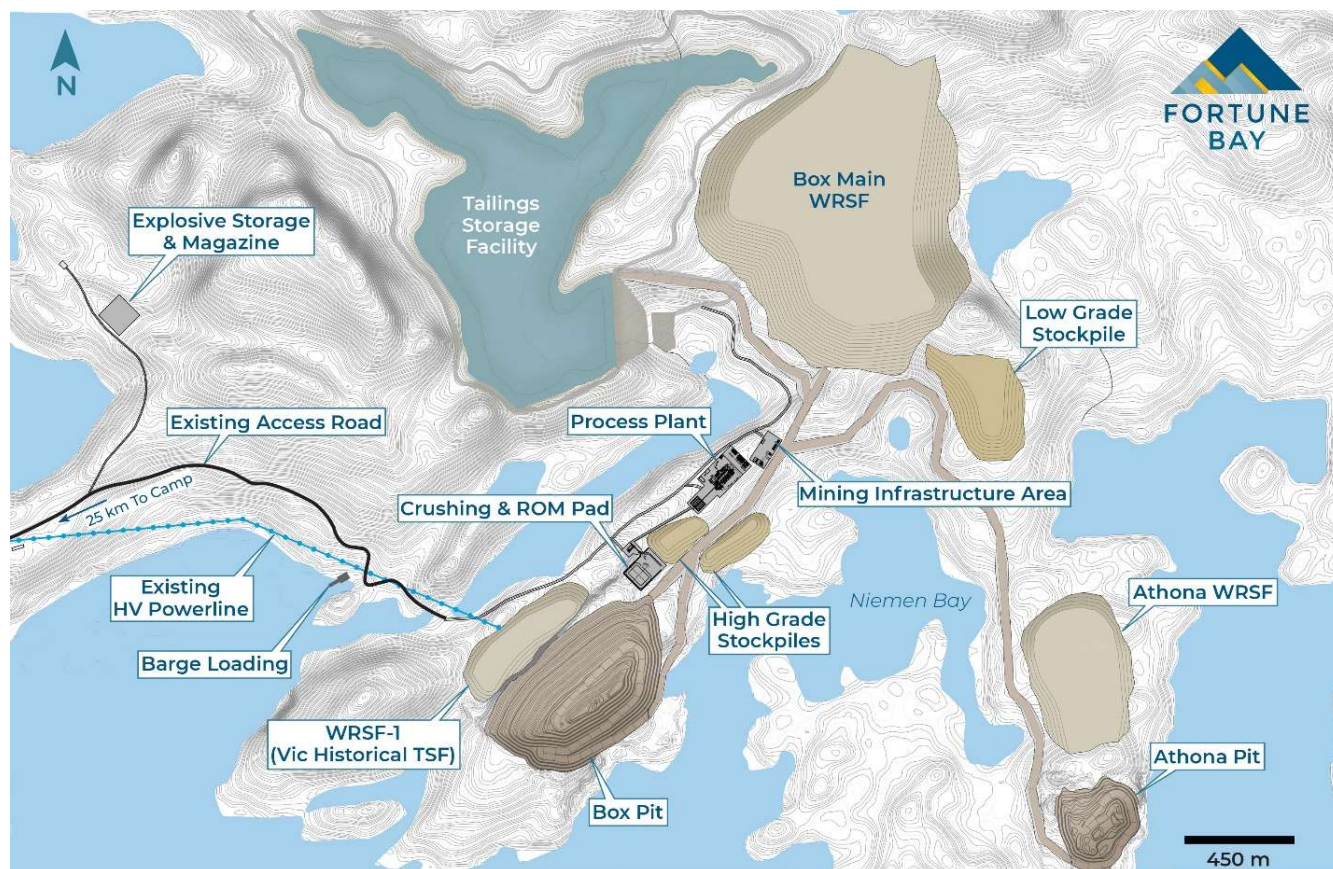 N
FORTUNE
BAY
Box Main
WRSF
Tailings
Storage
Facility
Explosive Storage
& Magazine
Low Grade
Stockpile
Existing Access Road
Process Plant
25 km To Camp
Crushing & ROM Pad
Mining Infrastructure Area
Existing
HV Powerline
Niemen Bay
Athona WRSF
High Grade
Stockpiles
Barge Loading
WRSF-1
(Vic Historical TSF)
Athona Pit
Box Pit
450 m